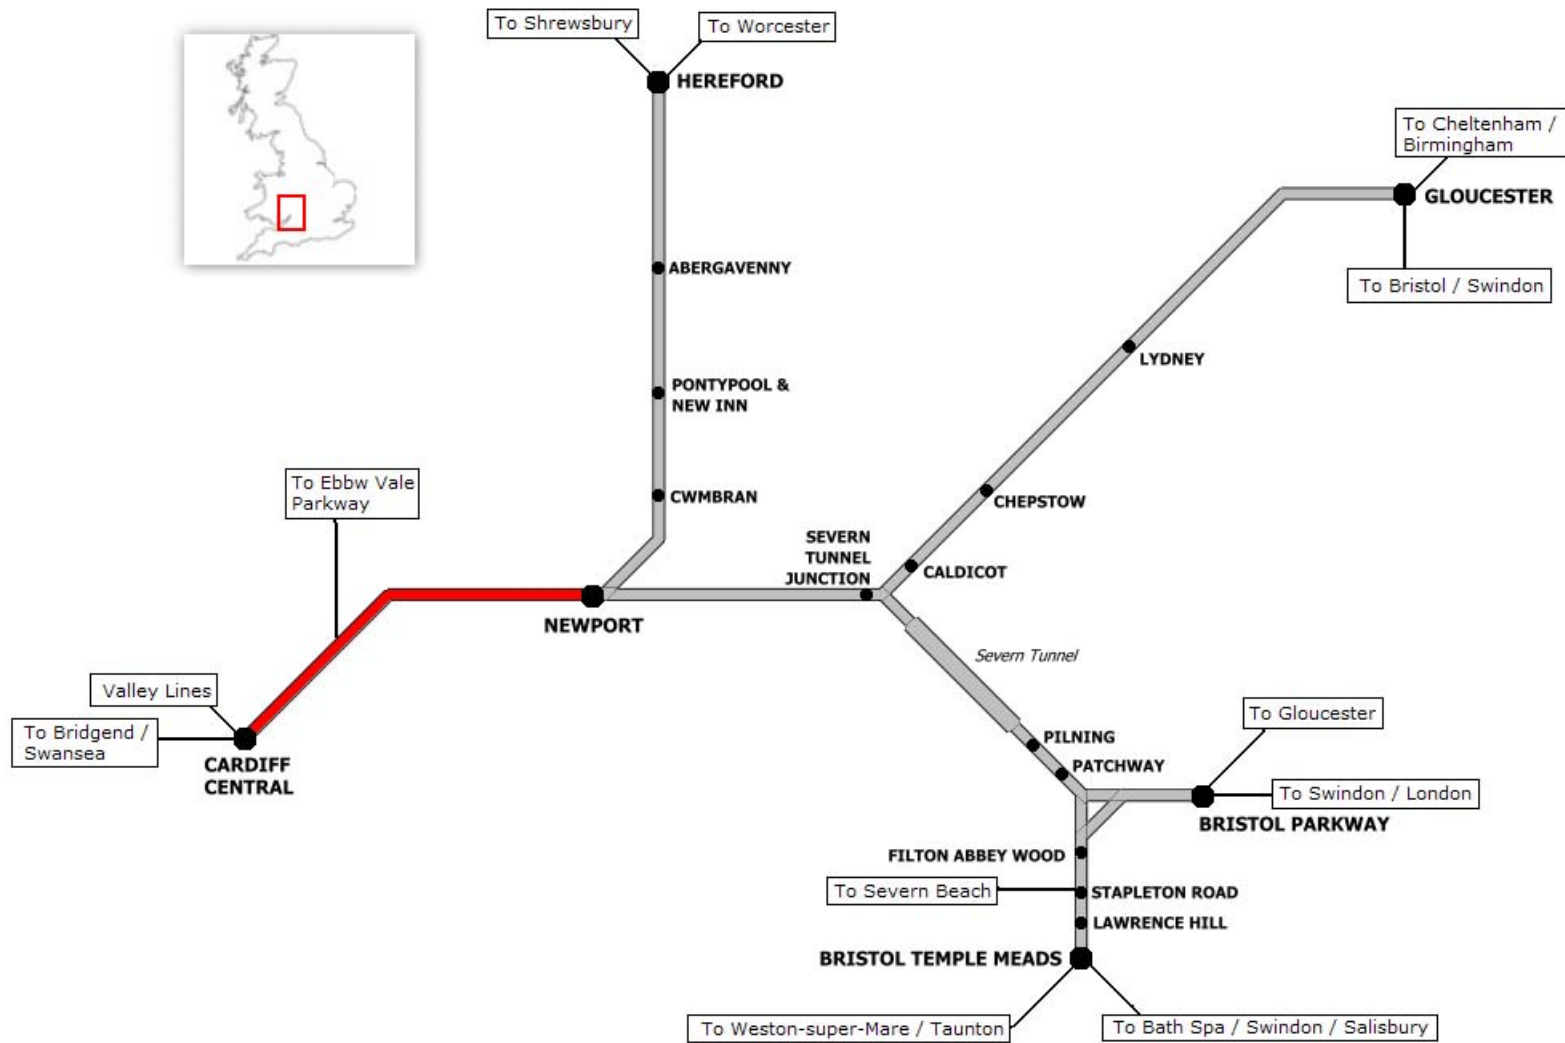 To Shrewsbury
To Worcester
HEREFORD
To Cheltenham /
Birmingham
GLOUCESTER
To Bristol / Swindon
ABERGAVENNY
LYDNEY
PONTYPOOL &
NEW INN
To Ebbw Vale
Parkway
CWMBRAN
CHEPSTOW
SEVERN
TUNNEL
JUNCTION
CALDICOT
NEWPORT
Severn Tunnel
Valley Lines
To Bridgend /
Swansea
CARDIFF
CENTRAL
To Gloucester
PILNING
PATCHWAY
To Swindon / London
BRISTOL PARKWAY
FILTON ABBEY WOOD
To Severn Beach
STAPLETON ROAD
LAWRENCE HILL
BRISTOL TEMPLE MEADS
To Weston-super-Mare / Taunton
To Bath Spa / Swindon / Salisbury